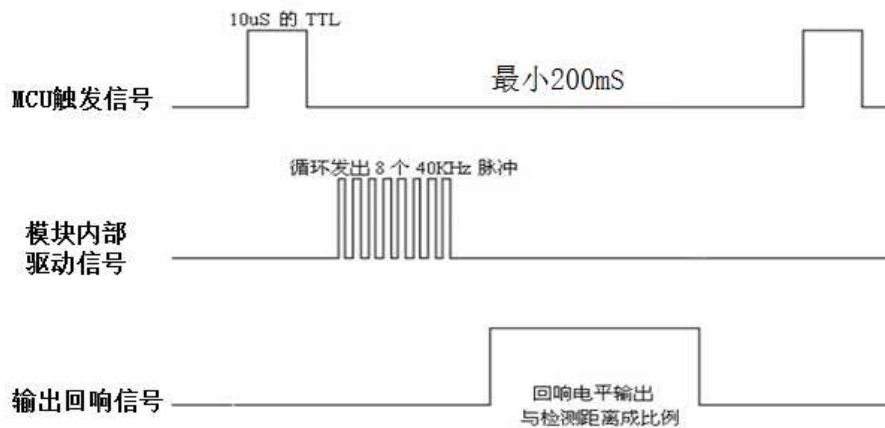 10uS 的 TTL
最小200mS
MCU触发信号
循环发出 8 个 40KHz 脉冲
模块内部
驱动信号
输出回响信号
回响电平输出
与检测距离成比例